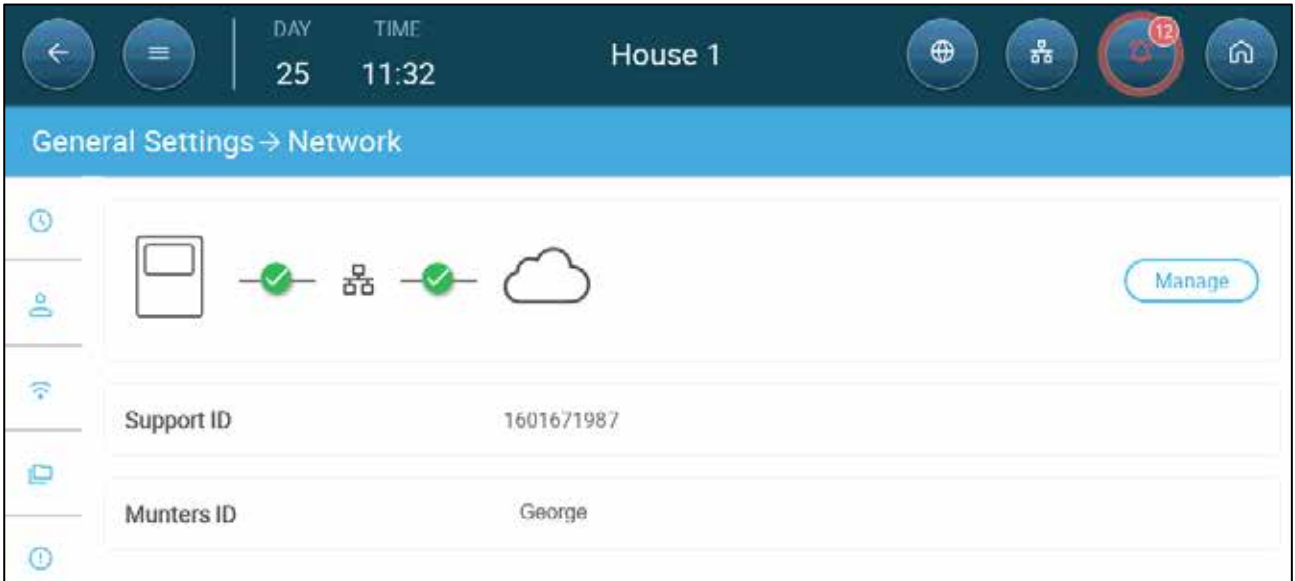 DAY TIME
25 11:32
House 1
12
General Settings → Network
Manage
Support ID 1601671987
Munters ID George